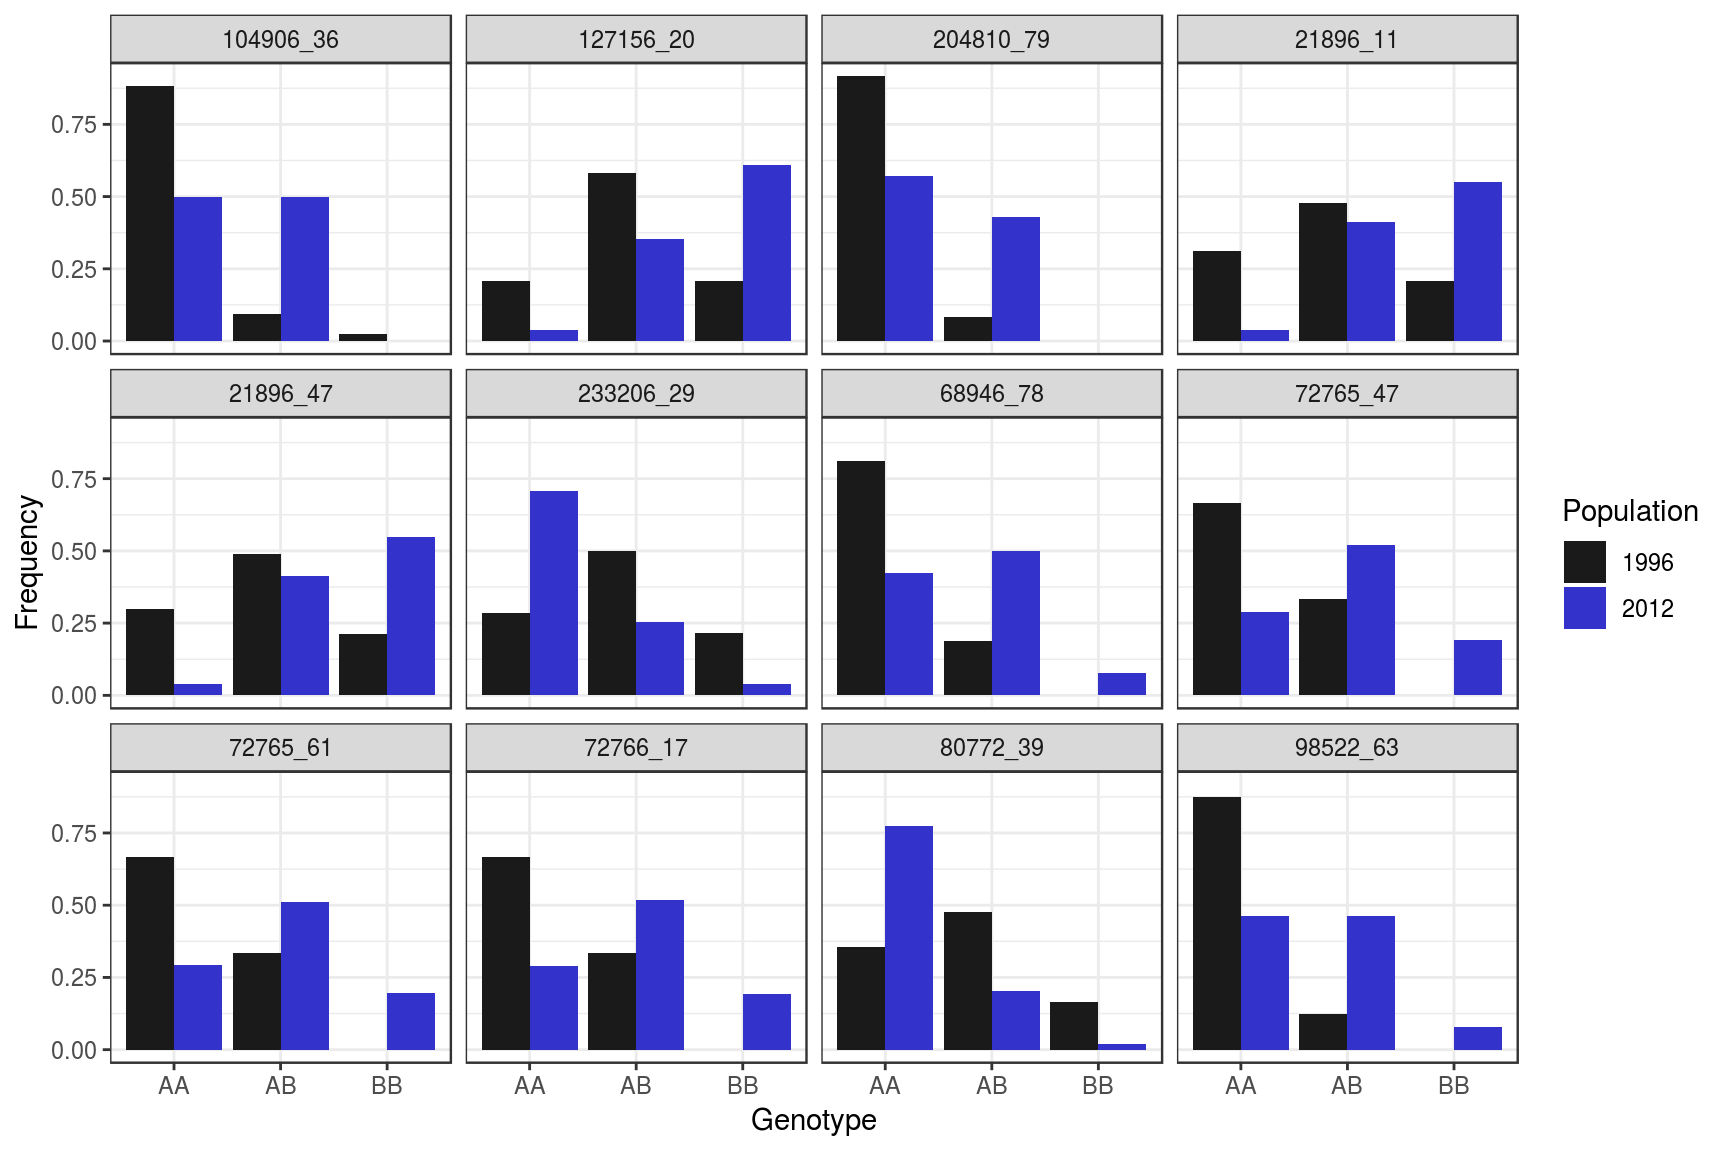 104906_36 127156_20 204810_79 21896_11
0.75
0.50
0.25
0.00
21896_47 233206_29 68946_78 72765_47
0.75
0.50
0.25
0.00
72765_61 72766_17 80772_39 98522_63
0.75
0.50
0.25
0.00
AA AB BB AA AB BB AA AB BB AA AB BB
Genotype
Frequency
Population
1996
2012